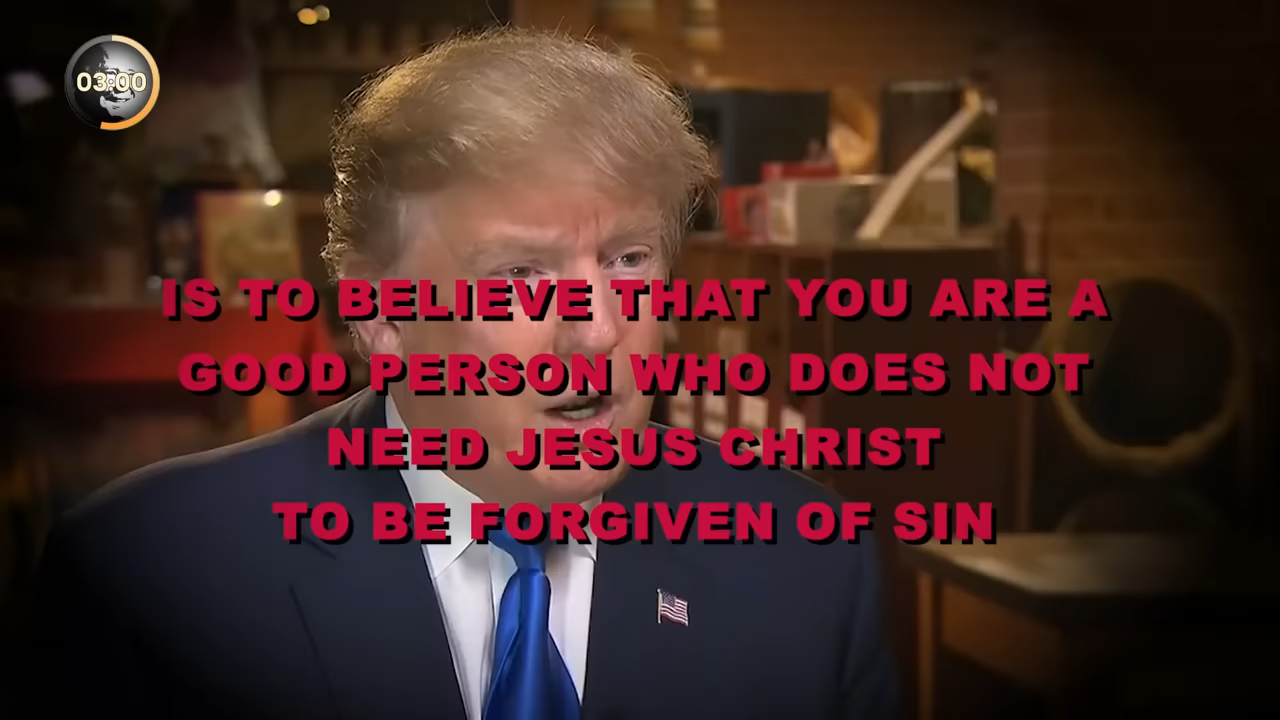 03:00
IS TO BELIEVE THAT YOU ARE A
GOOD PERSON WHO DOES NOT
NEED JESUS CHRIST
TO BE FORGIVEN OF SIN